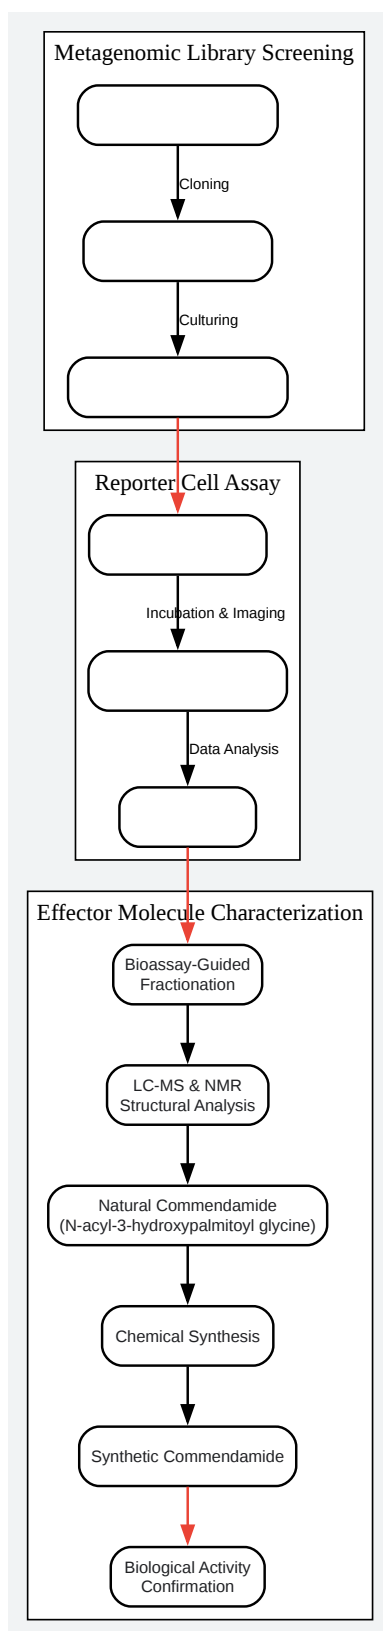 Metagenomic Library Screening
Cloning
Culturing
Reporter Cell Assay
Incubation & Imaging
Data Analysis
Effector Molecule Characterization
Bioassay-Guided
Fractionation
LC-MS & NMR
Structural Analysis
Natural Commendamide
(N-acyl-3-hydroxypalmitoyl glycine)
Chemical Synthesis
Synthetic Commendamide
Biological Activity
Confirmation